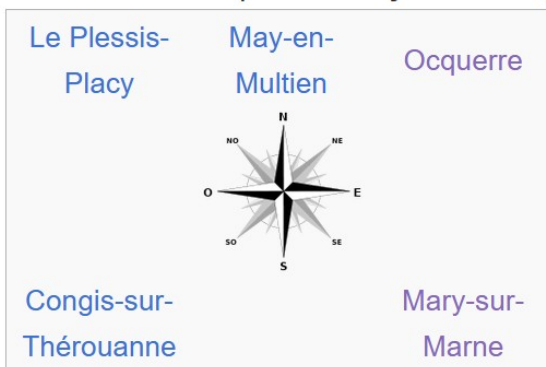 Le Plessis- May-en- Ocquerre
Placy Multien
N
NO NE
O E
SO SE
S
Congis-sur- Mary-sur-
Thérouanne Marne